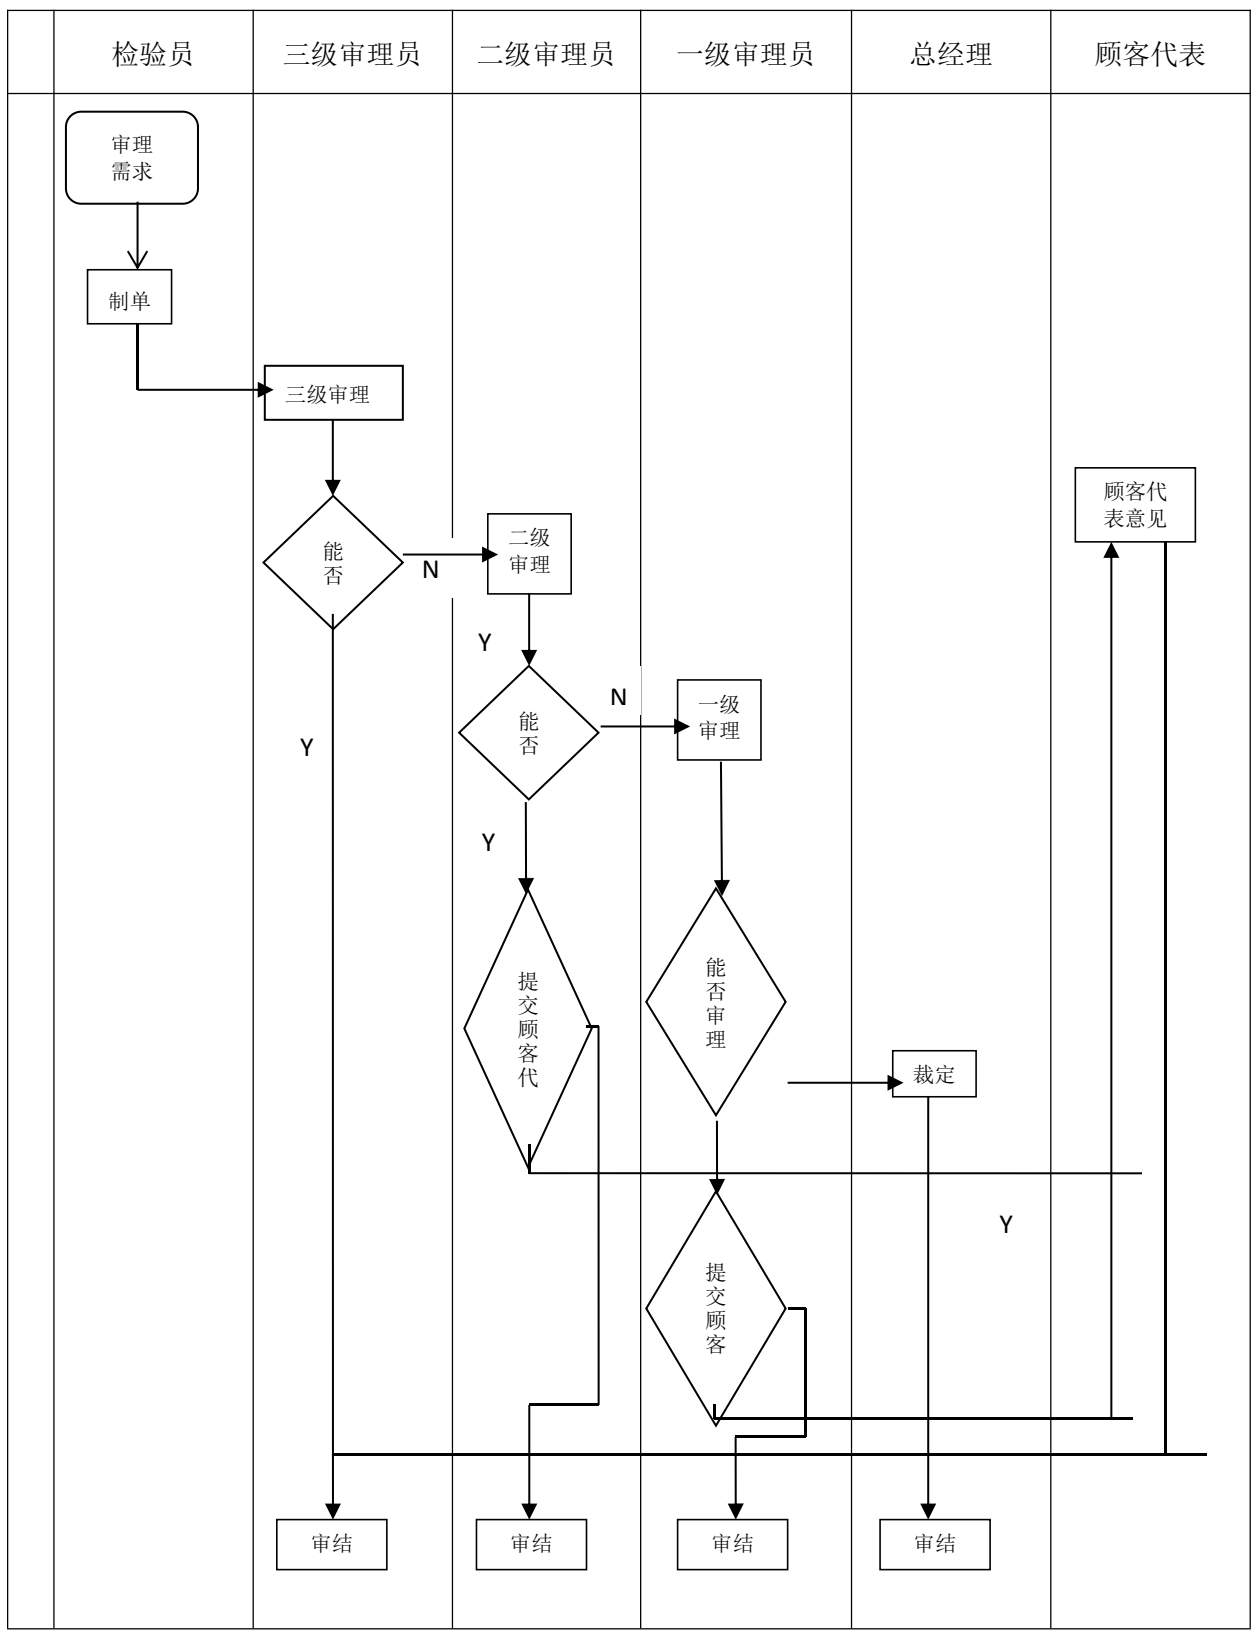 检验员
三级审理员
二级审理员
一级审理员
总经理
顾客代表
审理
需求
制单
三级审理
顾客代
表意见
能
否
N
二级
审理
Y
能
否
N
一级
审理
Y
Y
提
交
顾
客
代
能
否
审
理
裁定
Y
提
交
顾
客
审结
审结
审结
审结